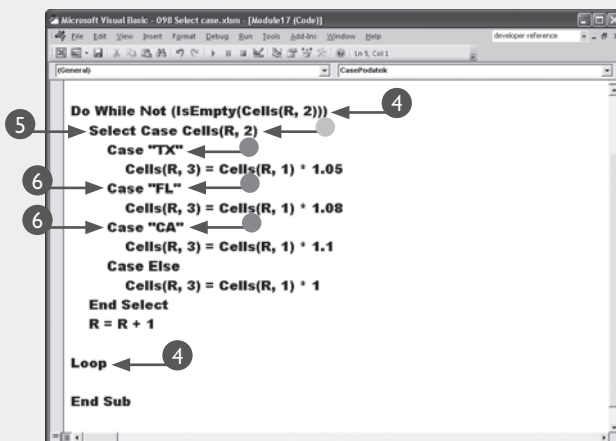 Microsoft Visual Basic - 098 Select case.xlsm - [Module17 (Code)]
File Edit View Insert Format Debug Run Tools Add-Ins Window Help developer reference
Ln 5, Col 1
(General) CasePodatek
Do While Not (IsEmpty(Cells(R, 2))) 4
5 Select Case Cells(R, 2)
Case "TX"
Cells(R, 3) = Cells(R, 1) * 1.05
6 Case "FL"
Cells(R, 3) = Cells(R, 1) * 1.08
6 Case "CA"
Cells(R, 3) = Cells(R, 1) * 1.1
Case Else
Cells(R, 3) = Cells(R, 1) * 1
End Select
R = R + 1
Loop 4
End Sub